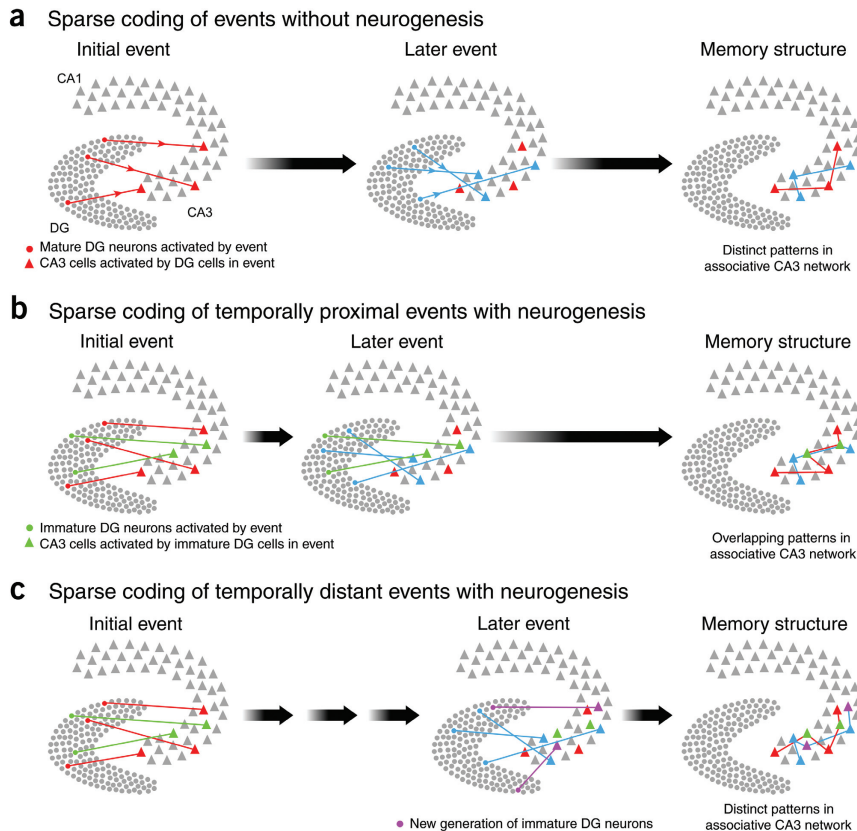 a Sparse coding of events without neurogenesis
Initial event
Later event
Memory structure
CA1
CA3
DG
Mature DG neurons activated by event
CA3 cells activated by DG cells in event
Distinct patterns in
associative CA3 network
b Sparse coding of temporally proximal events with neurogenesis
Initial event
Later event
Memory structure
Immature DG neurons activated by event
CA3 cells activated by immature DG cells in event
Overlapping patterns in
associative CA3 network
c Sparse coding of temporally distant events with neurogenesis
Initial event
Later event
Memory structure
New generation of immature DG neurons
Distinct patterns in
associative CA3 network